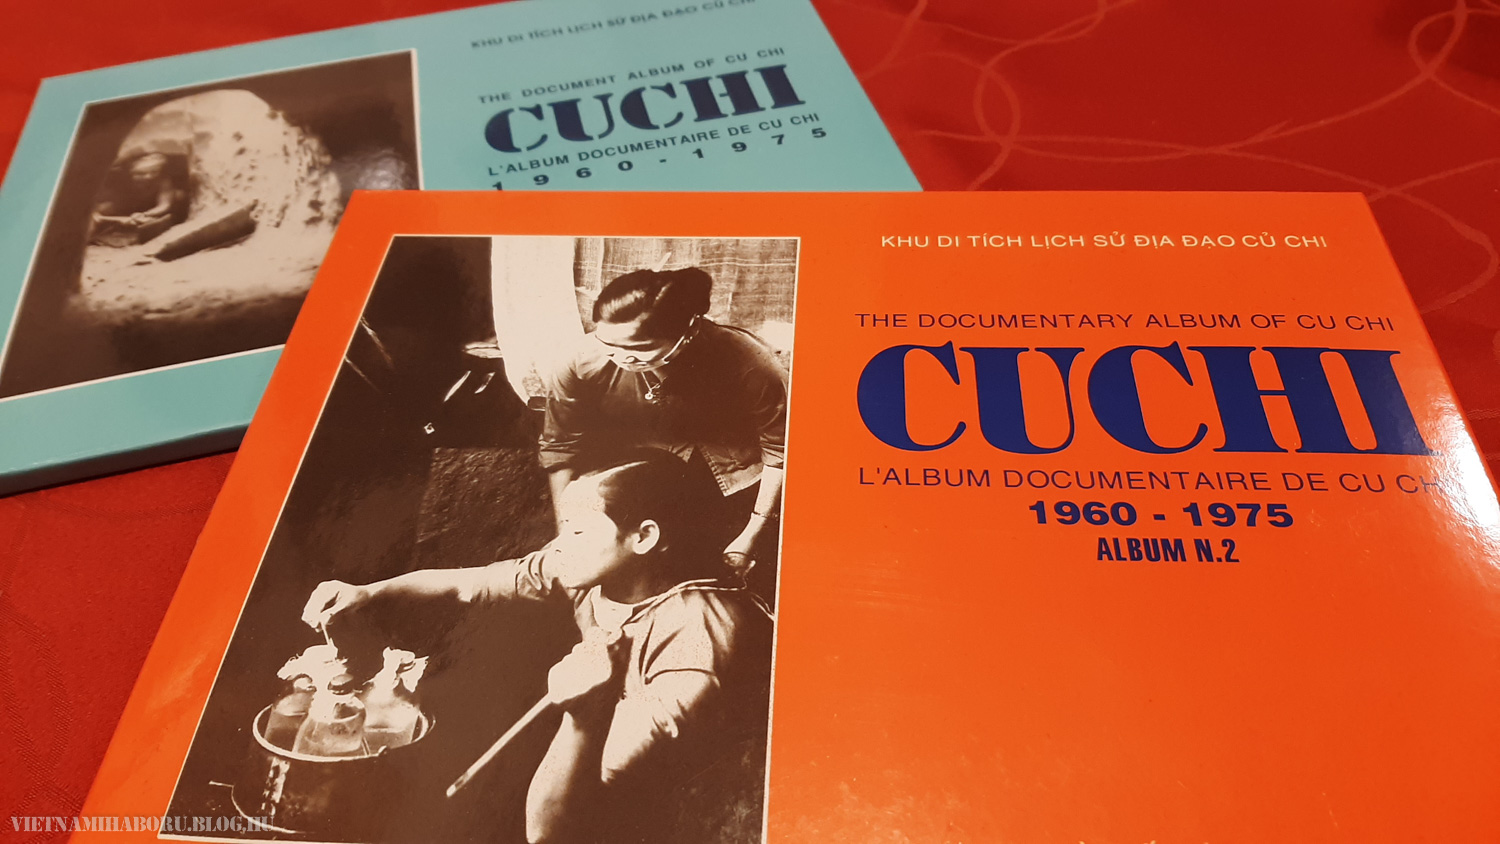 KHU DI TÍCH LỊCH SỬ ĐỊA ĐẠO CỦ CHI
THE DOCUMENT ALBUM OF CU CHI
CUCHI
L'ALBUM DOCUMENTAIRE DE CU CHI
1960-1975
KHU DI TÍCH LỊCH SỬ ĐỊA ĐẠO CỦ CHI
THE DOCUMENTARY ALBUM OF CU CHI
CUCHI
L'ALBUM DOCUMENTAIRE DE CU CHI
1960 - 1975
ALBUM N.2
VIETNAMIHABORU.BLOG.HU